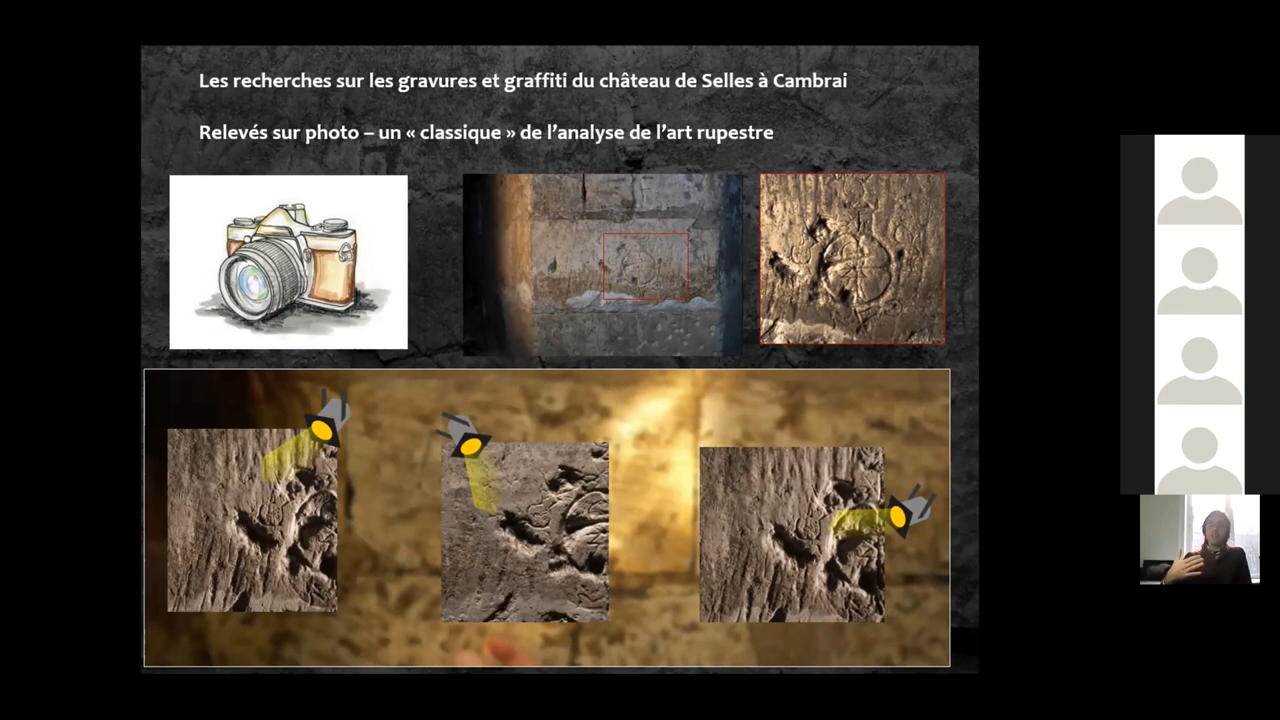 Les recherches sur les gravures et graffiti du château de Selles à Cambrai
Relevés sur photo – un « classique » de l’analyse de l’art rupestre